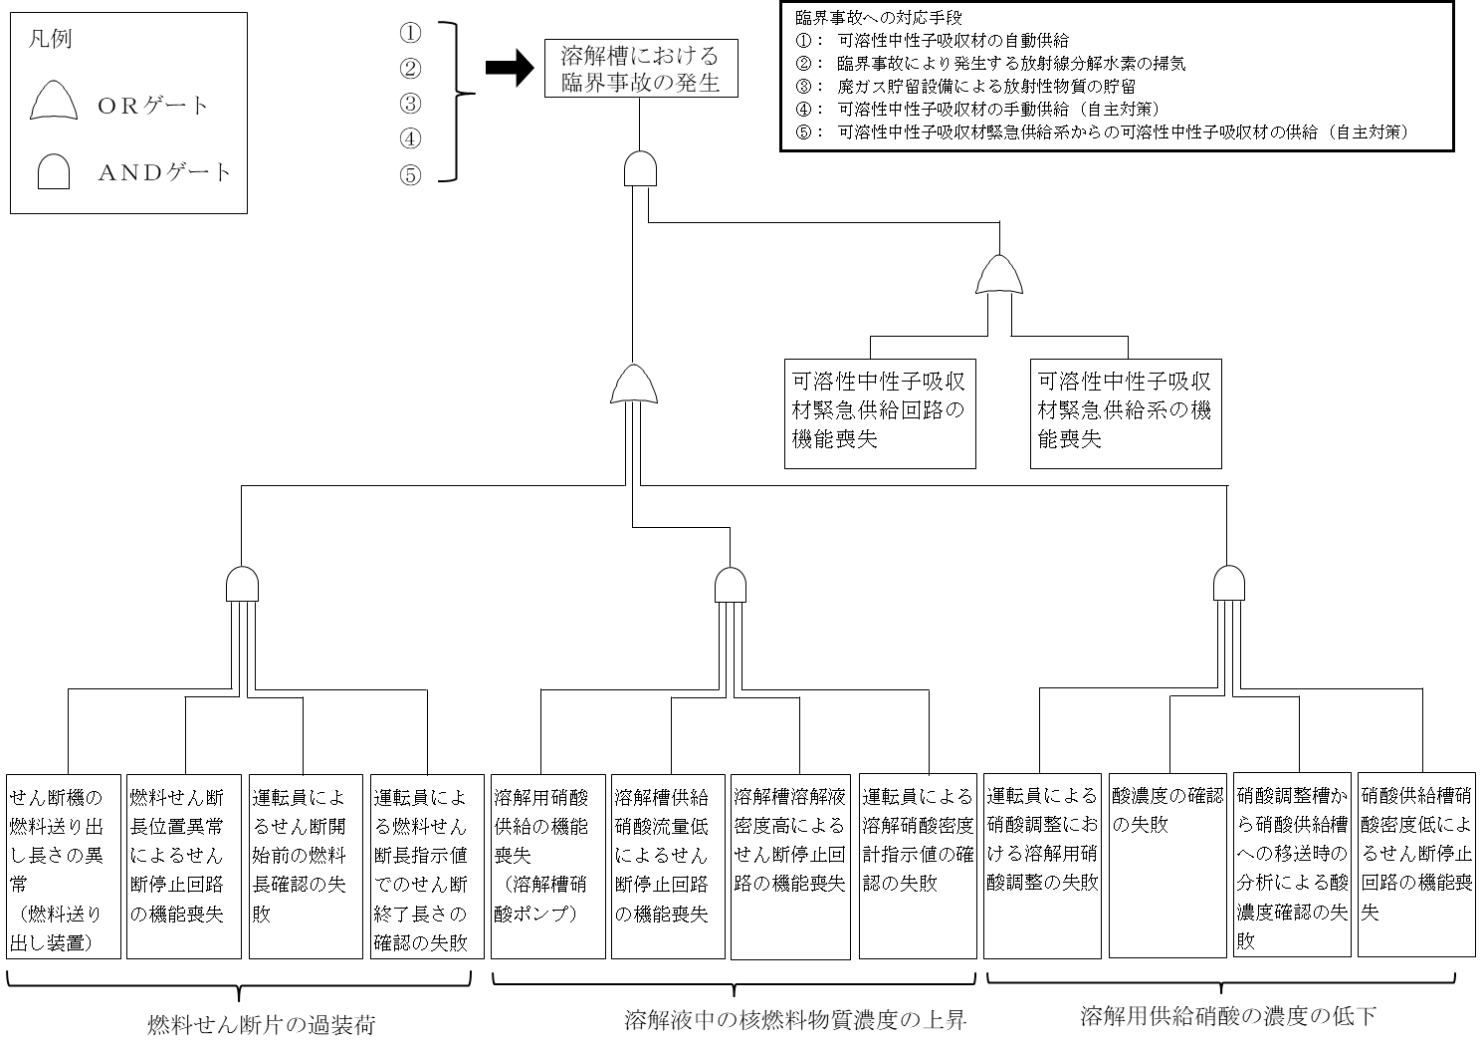 凡例
ORゲート
ANDゲート
①
②
③
④
⑤
溶解槽における
臨界事故の発生
臨界事故への対応手段
①：可溶性中性子吸収材の自動供給
②：臨界事故により発生する放射線分解水素の掃気
③：廃ガス貯留設備による放射性物質の貯留
④：可溶性中性子吸収材の手動供給（自主対策）
⑤：可溶性中性子吸収材緊急供給系からの可溶性中性子吸収材の供給（自主対策）
可溶性中性子吸収
材緊急供給回路の
機能喪失
可溶性中性子吸収
材緊急供給系の機
能喪失
せん断機の
燃料送り出
し長さの異
常
（燃料送り
出し装置）
燃料せん断
長位置異常
によるせん
断停止回路
の機能喪失
運転員によ
るせん断開
始前の燃料
長確認の失
敗
運転員によ
る燃料せん
断長指示値
でのせん断
終了長さの
確認の失敗
溶解用硝酸
供給の機能
喪失
（溶解槽硝
酸ポンプ）
溶解槽供給
硝酸流量低
によるせん
断停止回路
の機能喪失
溶解槽溶解液
密度高による
せん断停止回
路の機能喪失
運転員による
溶解硝酸密度
計指示値の確
認の失敗
運転員による
硝酸調整にお
ける溶解用硝
酸調整の失敗
酸濃度の確認
の失敗
硝酸調整槽か
ら硝酸供給槽
への移送時の
分析による酸
濃度確認の失
敗
硝酸供給槽硝
酸密度低によ
るせん断停止
回路の機能喪
失
燃料せん断片の過装荷
溶解液中の核燃料物質濃度の上昇
溶解用供給硝酸の濃度の低下